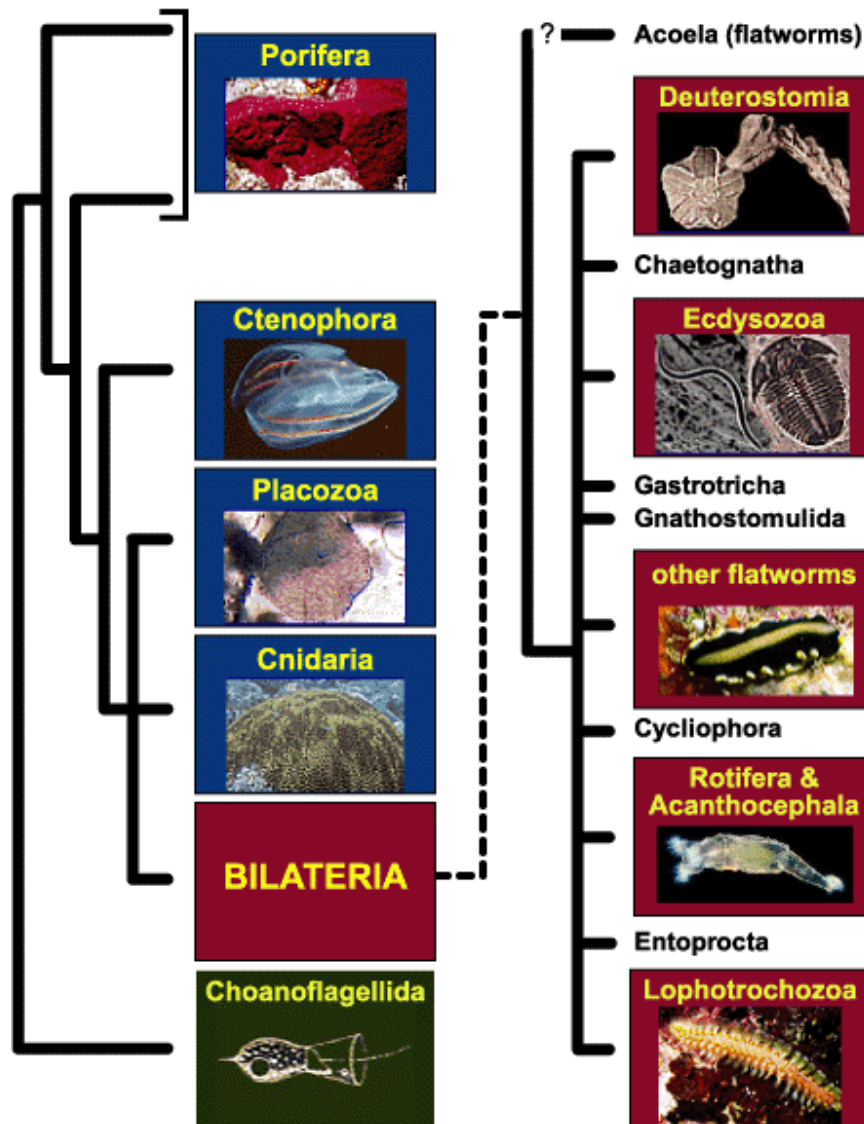 Porifera
Ctenophora
Placozoa
Cnidaria
BILATERIA
Choanoflagellida
? Acoela (flatworms)
Deuterostomia
Chaetognatha
Ecdysozoa
Gastrotricha
Gnathostomulida
other flatworms
Cycliophora
Rotifera &
Acanthocephala
Entoprocta
Lophotrochozoa